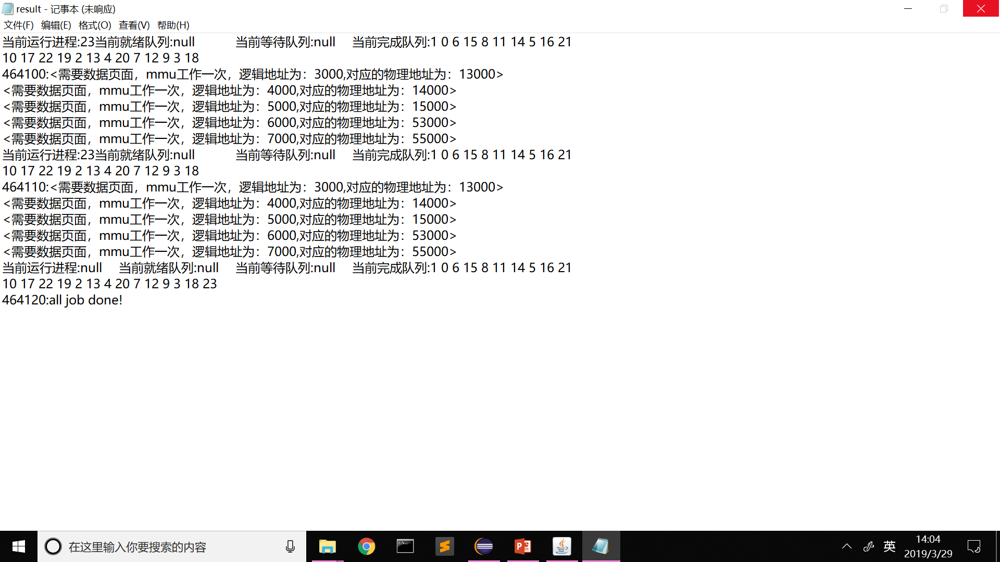 result - 记事本 (未响应)
文件(F) 编辑(E) 格式(O) 查看(V) 帮助(H)
当前运行进程:23当前就绪队列:null 当前等待队列:null 当前完成队列:1 0 6 15 8 11 14 5 16 21
10 17 22 19 2 13 4 20 7 12 9 3 18
464100:<需要数据页面，mmu工作一次，逻辑地址为：3000,对应的物理地址为：13000>
<需要数据页面，mmu工作一次，逻辑地址为：4000,对应的物理地址为：14000>
<需要数据页面，mmu工作一次，逻辑地址为：5000,对应的物理地址为：15000>
<需要数据页面，mmu工作一次，逻辑地址为：6000,对应的物理地址为：53000>
<需要数据页面，mmu工作一次，逻辑地址为：7000,对应的物理地址为：55000>
当前运行进程:23当前就绪队列:null 当前等待队列:null 当前完成队列:1 0 6 15 8 11 14 5 16 21
10 17 22 19 2 13 4 20 7 12 9 3 18
464110:<需要数据页面，mmu工作一次，逻辑地址为：3000,对应的物理地址为：13000>
<需要数据页面，mmu工作一次，逻辑地址为：4000,对应的物理地址为：14000>
<需要数据页面，mmu工作一次，逻辑地址为：5000,对应的物理地址为：15000>
<需要数据页面，mmu工作一次，逻辑地址为：6000,对应的物理地址为：53000>
<需要数据页面，mmu工作一次，逻辑地址为：7000,对应的物理地址为：55000>
当前运行进程:null 当前就绪队列:null 当前等待队列:null 当前完成队列:1 0 6 15 8 11 14 5 16 21
10 17 22 19 2 13 4 20 7 12 9 3 18 23
464120:all job done!
在这里输入你要搜索的内容
英
14:04
2019/3/29